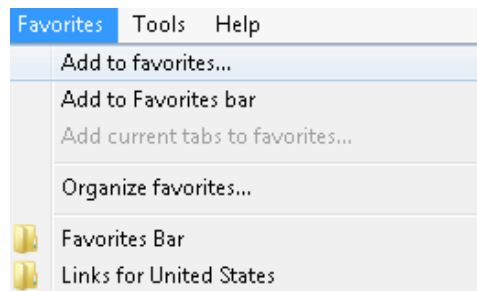 Favorites Tools Help
Add to favorites...
Add to Favorites bar
Add current tabs to favorites...
Organize favorites...
Favorites Bar
Links for United States